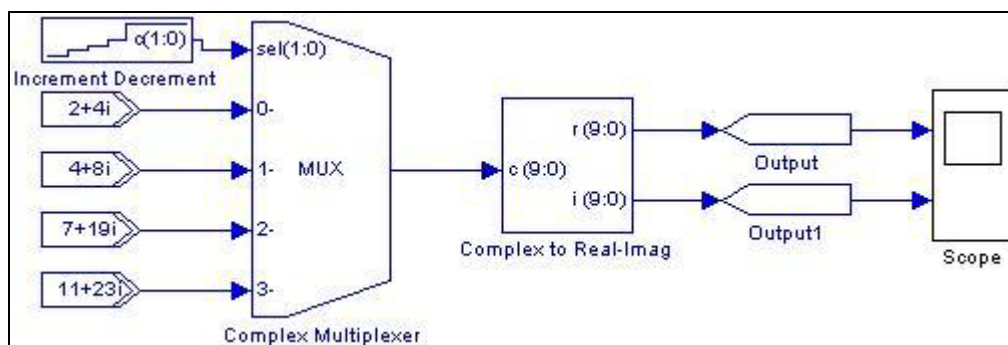 q(1:0)
Increment Decrement
2+4i
4+8i
7+19i
11+23i
sel(1:0)
0-
1-
2-
3-
MUX
Complex Multiplexer
c (9:0)
r (9:0)
i (9:0)
Complex to Real-Imag
Output
Output1
Scope